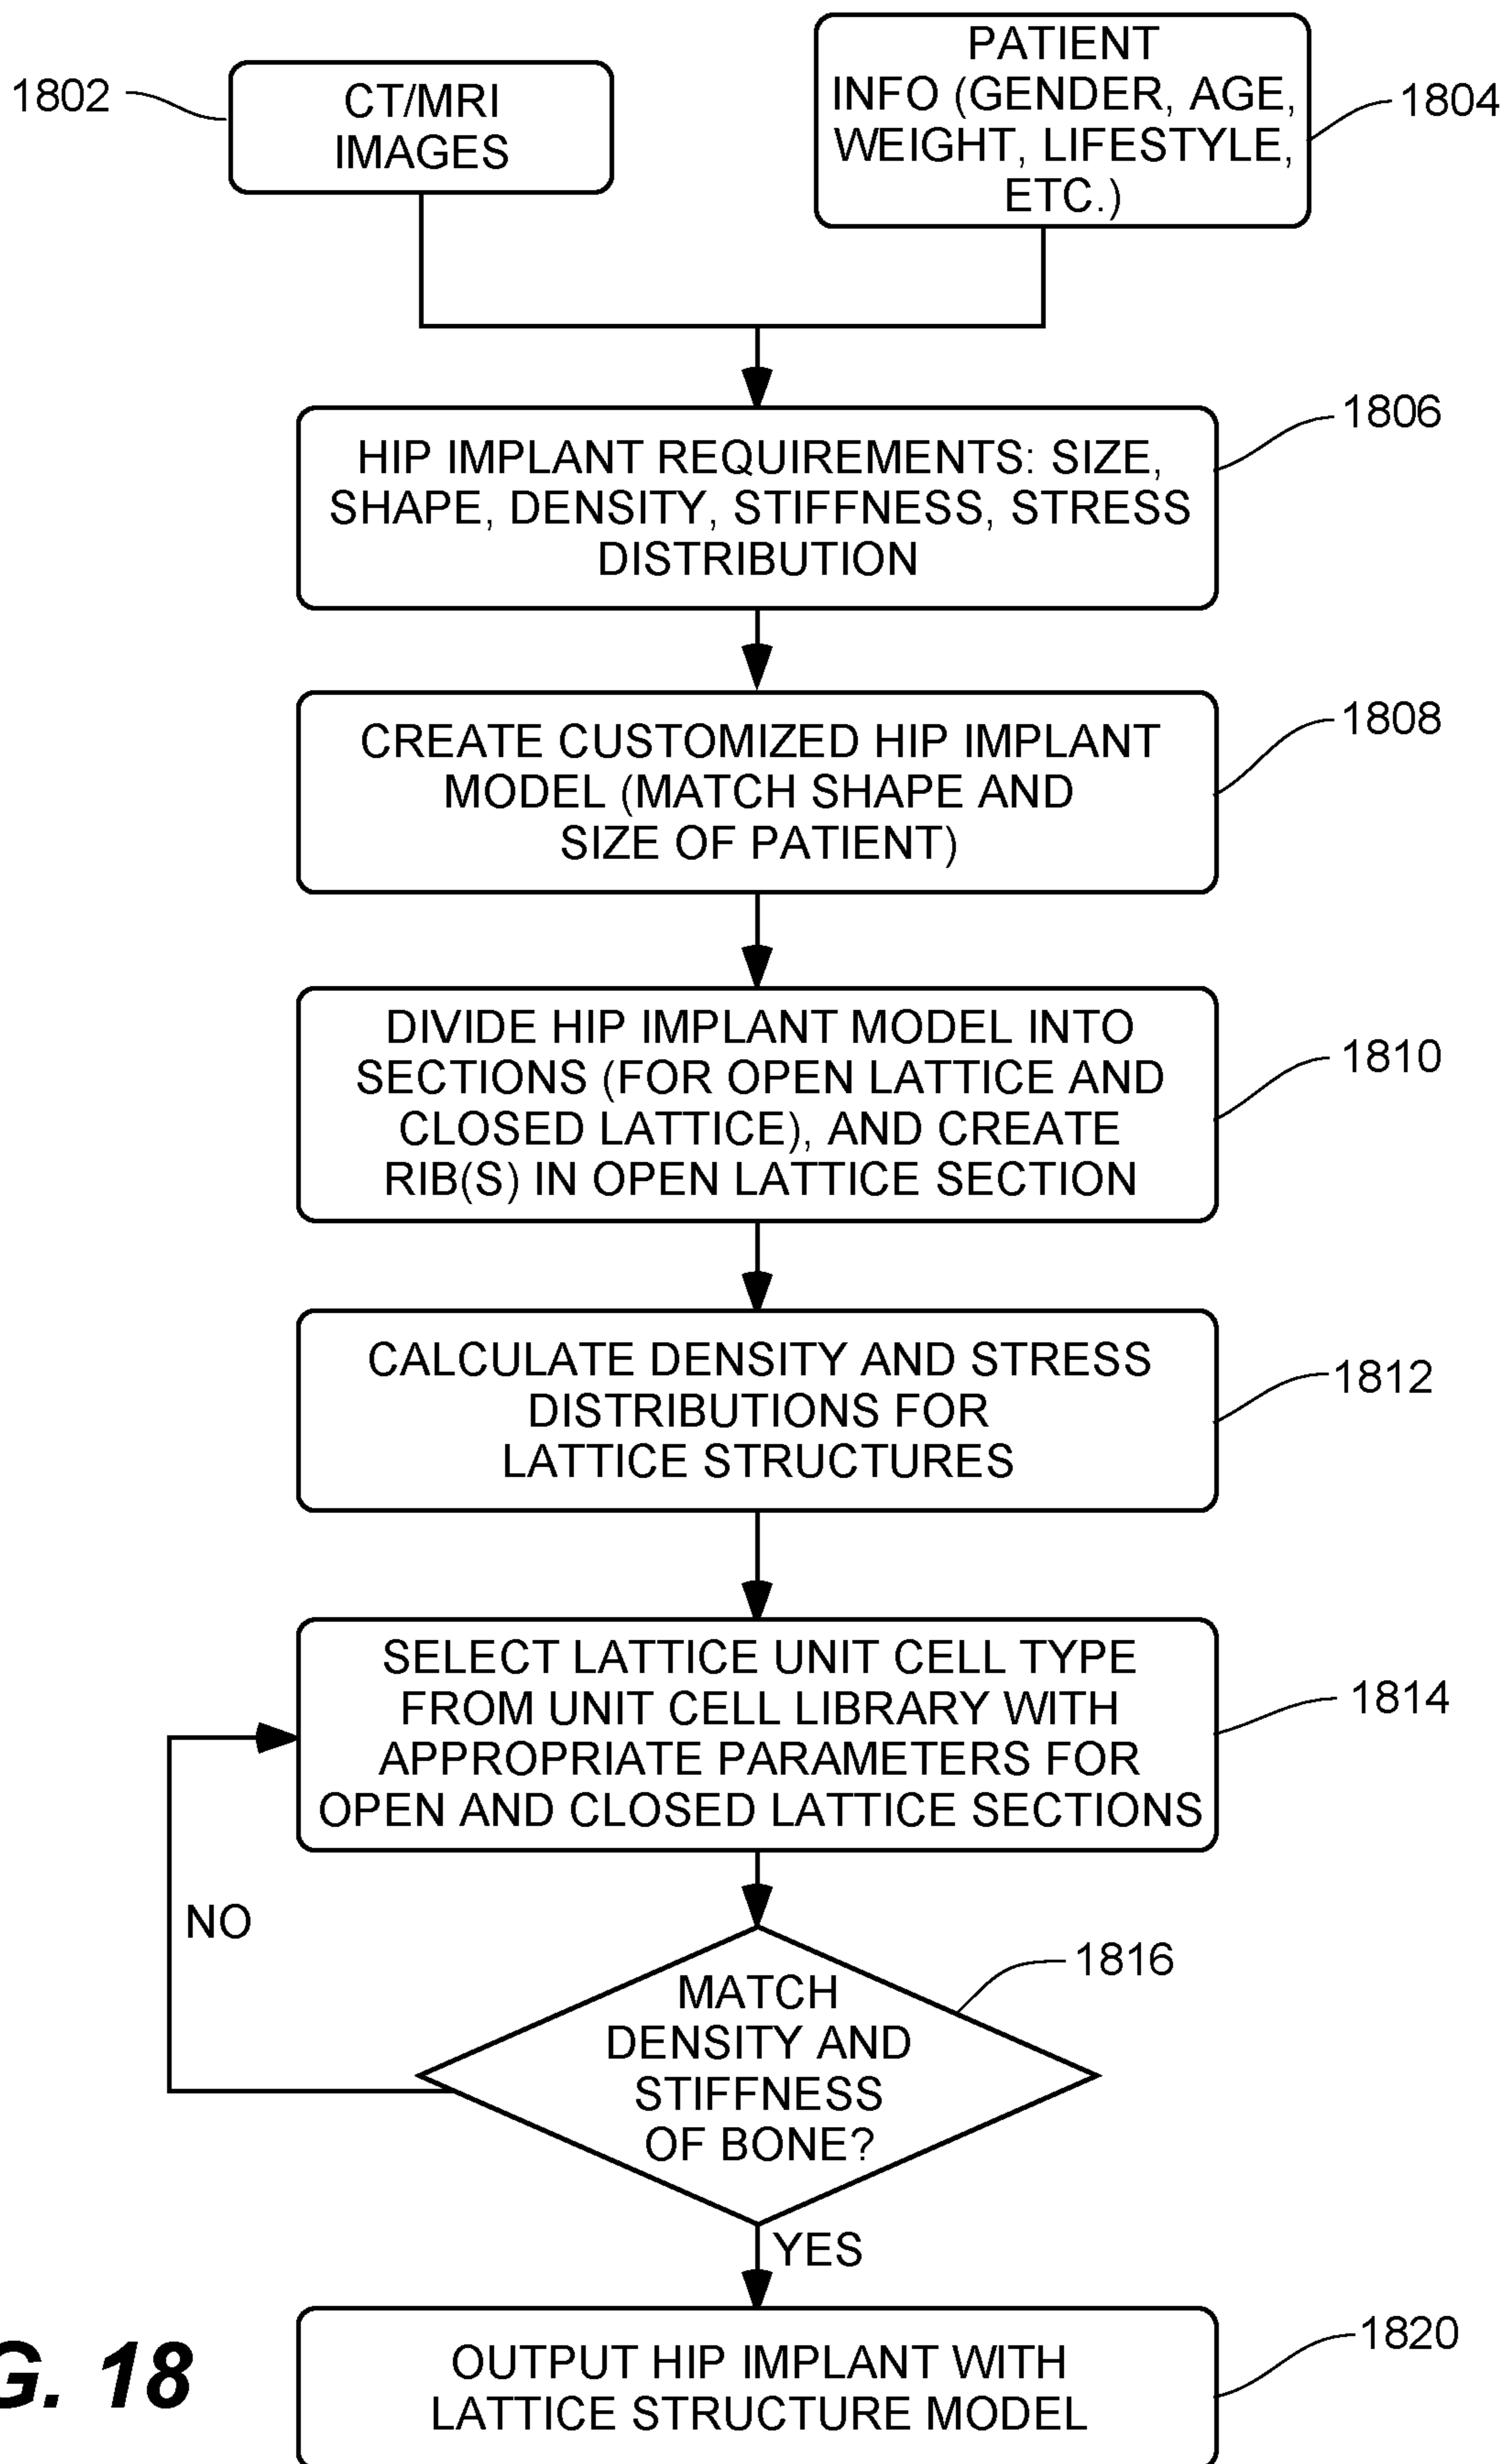 1802
CT/MRI
IMAGES
PATIENT
INFO (GENDER, AGE,
WEIGHT, LIFESTYLE,
ETC.)
1804
1806
HIP IMPLANT REQUIREMENTS: SIZE,
SHAPE, DENSITY, STIFFNESS, STRESS
DISTRIBUTION
1808
CREATE CUSTOMIZED HIP IMPLANT
MODEL (MATCH SHAPE AND
SIZE OF PATIENT)
1810
DIVIDE HIP IMPLANT MODEL INTO
SECTIONS (FOR OPEN LATTICE AND
CLOSED LATTICE), AND CREATE
RIB(S) IN OPEN LATTICE SECTION
1812
CALCULATE DENSITY AND STRESS
DISTRIBUTIONS FOR
LATTICE STRUCTURES
1814
SELECT LATTICE UNIT CELL TYPE
FROM UNIT CELL LIBRARY WITH
APPROPRIATE PARAMETERS FOR
OPEN AND CLOSED LATTICE SECTIONS
NO
1816
MATCH
DENSITY AND
STIFFNESS
OF BONE?
YES
1820
OUTPUT HIP IMPLANT WITH
LATTICE STRUCTURE MODEL
G. 18